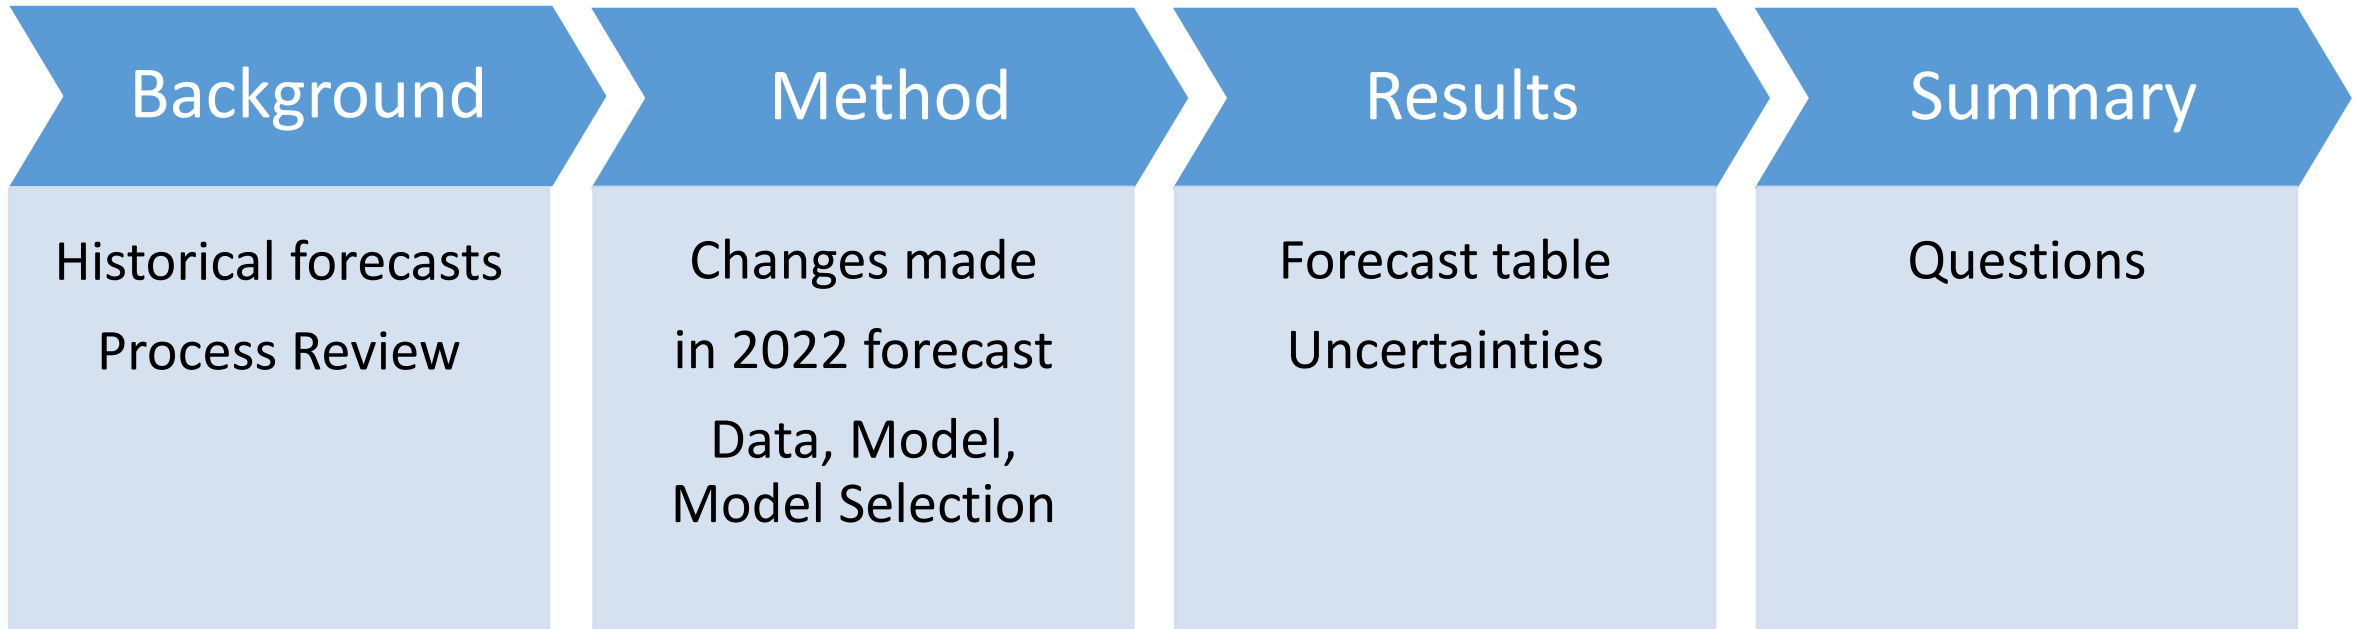 Background
Historical forecasts
Process Review
Method
Changes made
in 2022 forecast
Data, Model,
Model Selection
Results
Forecast table
Uncertainties
Summary
Questions